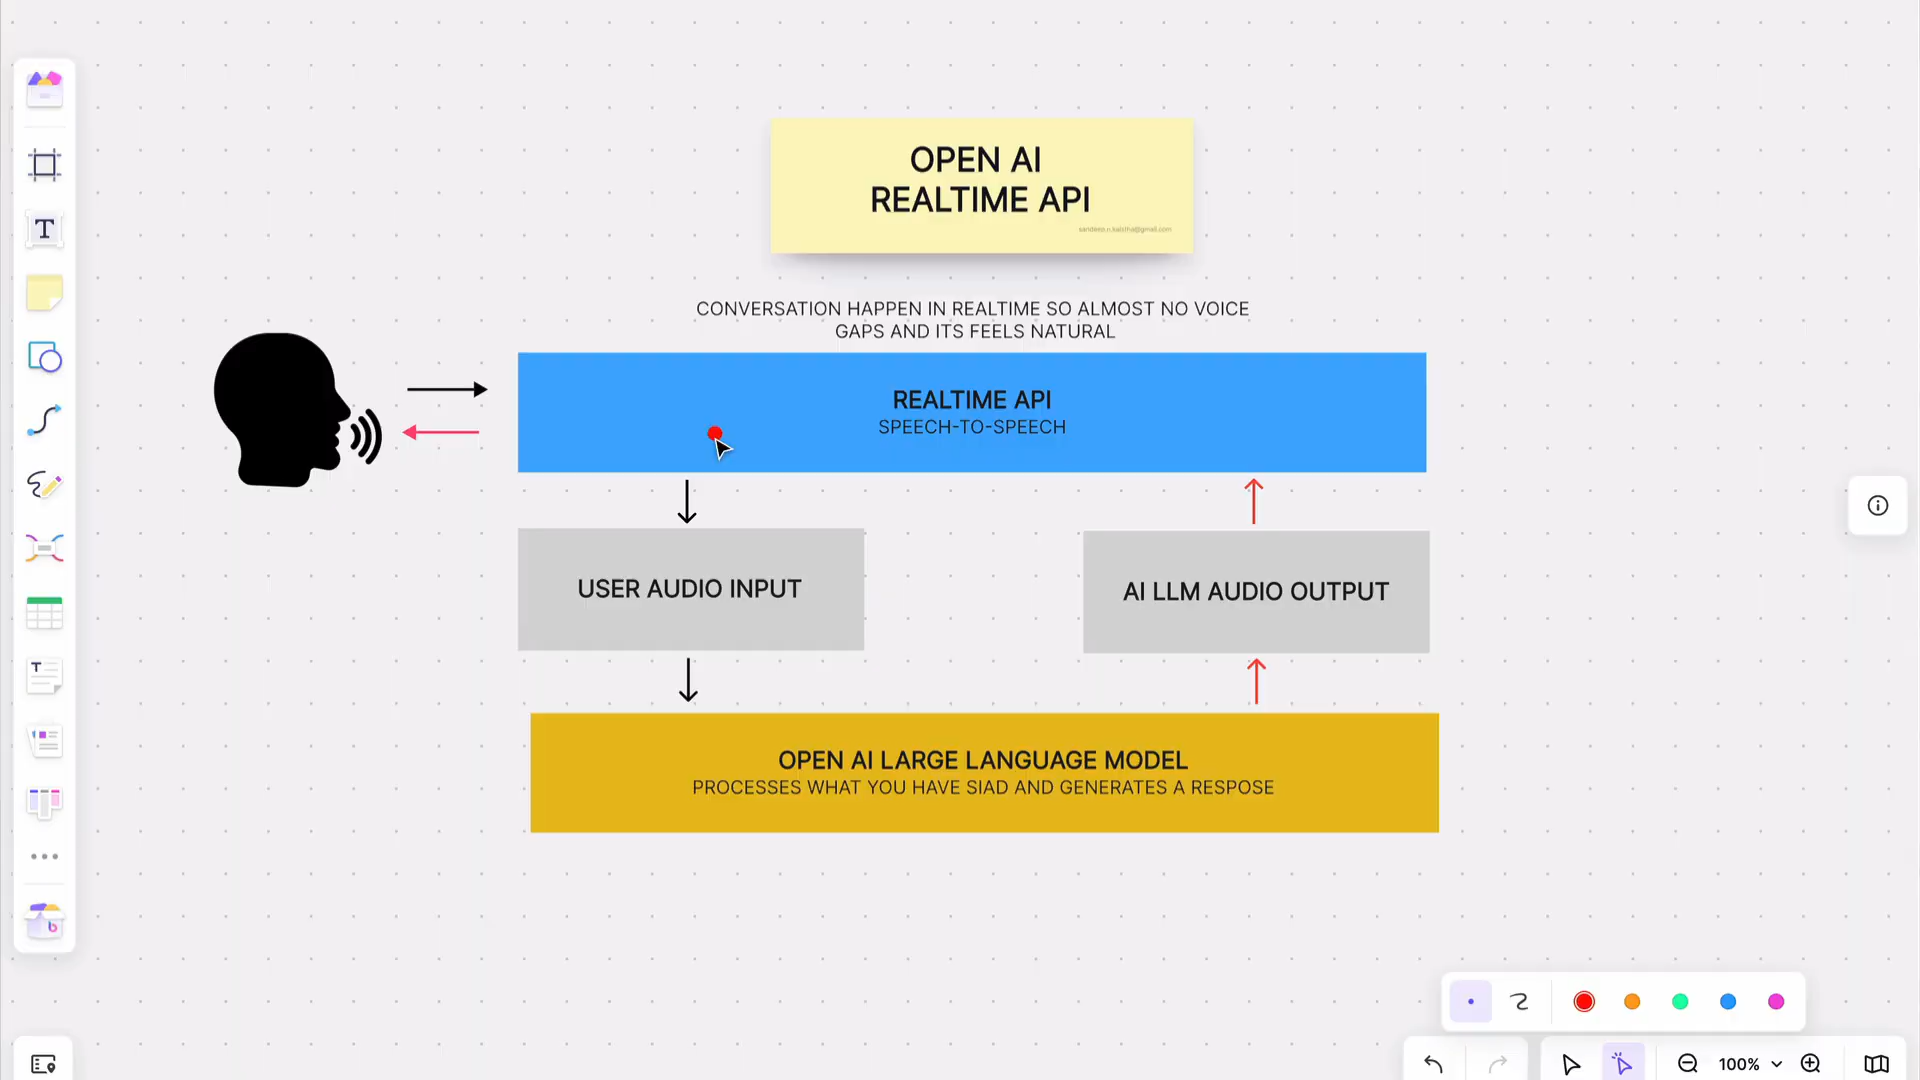 OPEN AI
REALTIME API
CONVERSATION HAPPEN IN REALTIME SO ALMOST NO VOICE
GAPS AND ITS FEELS NATURAL
REALTIME API
SPEECH-TO-SPEECH
USER AUDIO INPUT
AI LLM AUDIO OUTPUT
OPEN AI LARGE LANGUAGE MODEL
PROCESSES WHAT YOU HAVE SIAD AND GENERATES A RESPOSE
100%